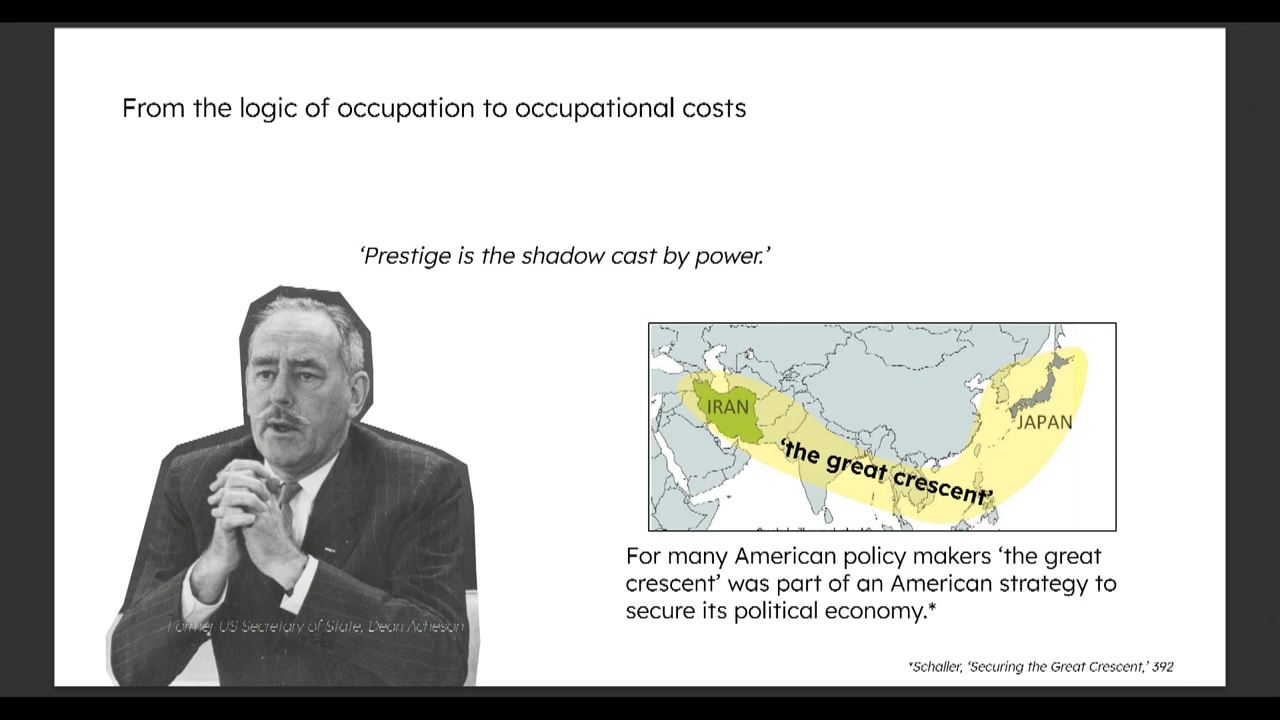 From the logic of occupation to occupational costs
‘Prestige is the shadow cast by power.’
IRAN
JAPAN
‘the great crescent’
For many American policy makers ‘the great
crescent’ was part of an American strategy to
secure its political economy.*
Former US Secretary of State, Dean Acheson
*Schaller, ‘Securing the Great Crescent,’ 392